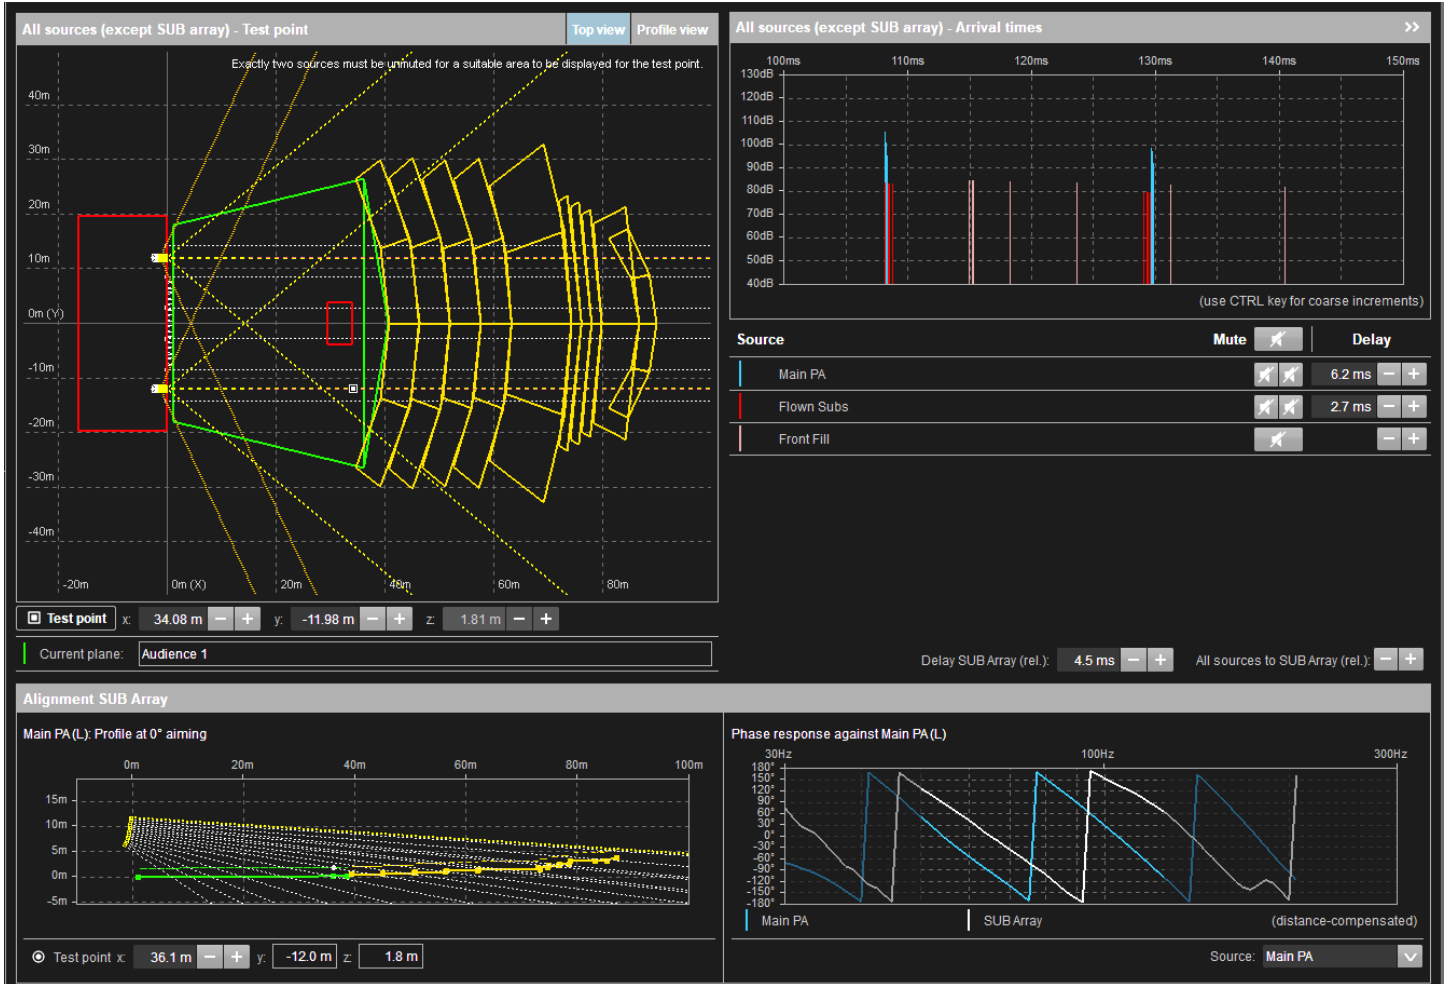 All sources (except SUB array) - Test point
Top view
Profile view
Exactly two sources must be unmuted for a suitable area to be displayed for the test point.
40m
30m
20m
10m
0m (Y)
-10m
-20m
-30m
-40m
-20m
0m (X)
20m
40m
60m
80m
Test point x: 34.08 m − + y: -11.98 m − + z: 1.81 m − +
Current plane: Audience 1
All sources (except SUB array) - Arrival times >>
100ms 110ms 120ms 130ms 140ms 150ms
130dB
120dB
110dB
100dB
90dB
80dB
70dB
60dB
50dB
40dB
(use CTRL key for coarse increments)
Source Mute Delay
Main PA 6.2 ms − +
Flown Subs 2.7 ms − +
Front Fill − +
Delay SUB Array (rel.): 4.5 ms − + All sources to SUB Array (rel.): − +
Alignment SUB Array
Main PA (L): Profile at 0° aiming
0m 20m 40m 60m 80m 100m
15m
10m
5m
0m
-5m
Test point x: 36.1 m − + y: -12.0 m z: 1.8 m
Phase response against Main PA (L)
30Hz 100Hz 300Hz
180°
150°
120°
90°
60°
30°
0°
-30°
-60°
-90°
-120°
-150°
-180°
Main PA SUB Array (distance-compensated)
Source: Main PA